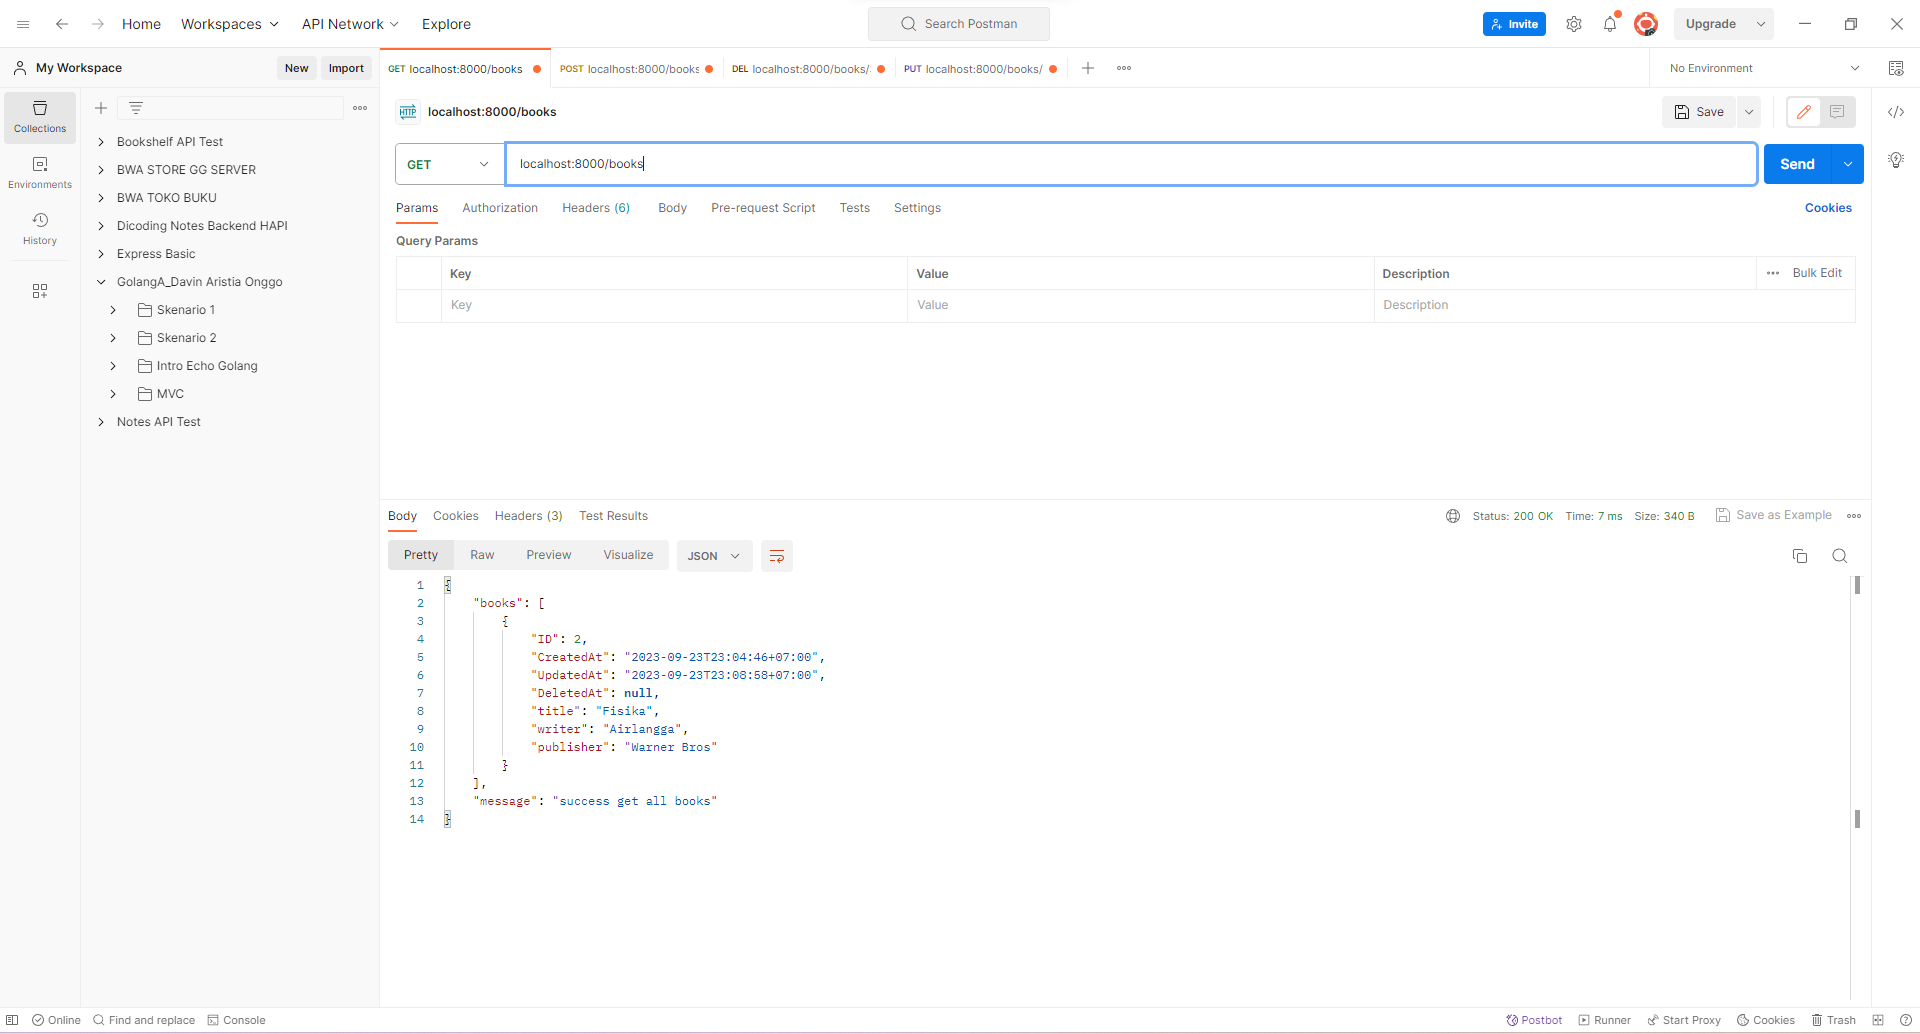 Home Workspaces API Network Explore Search Postman Invite Upgrade
My Workspace New Import GET localhost:8000/books POST localhost:8000/books DEL localhost:8000/books/ PUT localhost:8000/books/ No Environment
localhost:8000/books Save
Collections
Environments
History
Bookshelf API Test
BWA STORE GG SERVER
BWA TOKO BUKU
Dicoding Notes Backend HAPI
Express Basic
GolangA_Davin Aristia Onggo
Skenario 1
Skenario 2
Intro Echo Golang
MVC
Notes API Test
GET localhost:8000/books Send
Params Authorization Headers (6) Body Pre-request Script Tests Settings Cookies
Query Params
Key Value Description Bulk Edit
Key Value Description
Body Cookies Headers (3) Test Results Status: 200 OK Time: 7 ms Size: 340 B Save as Example
Pretty Raw Preview Visualize JSON
1 {
2 "books": [
3 {
4 "ID": 2,
5 "CreatedAt": "2023-09-23T23:04:46+07:00",
6 "UpdatedAt": "2023-09-23T23:08:58+07:00",
7 "DeletedAt": null,
8 "title": "Fisika",
9 "writer": "Airlangga",
10 "publisher": "Warner Bros"
11 }
12 ],
13 "message": "success get all books"
14 }
Online Find and replace Console Postbot Runner Start Proxy Cookies Trash